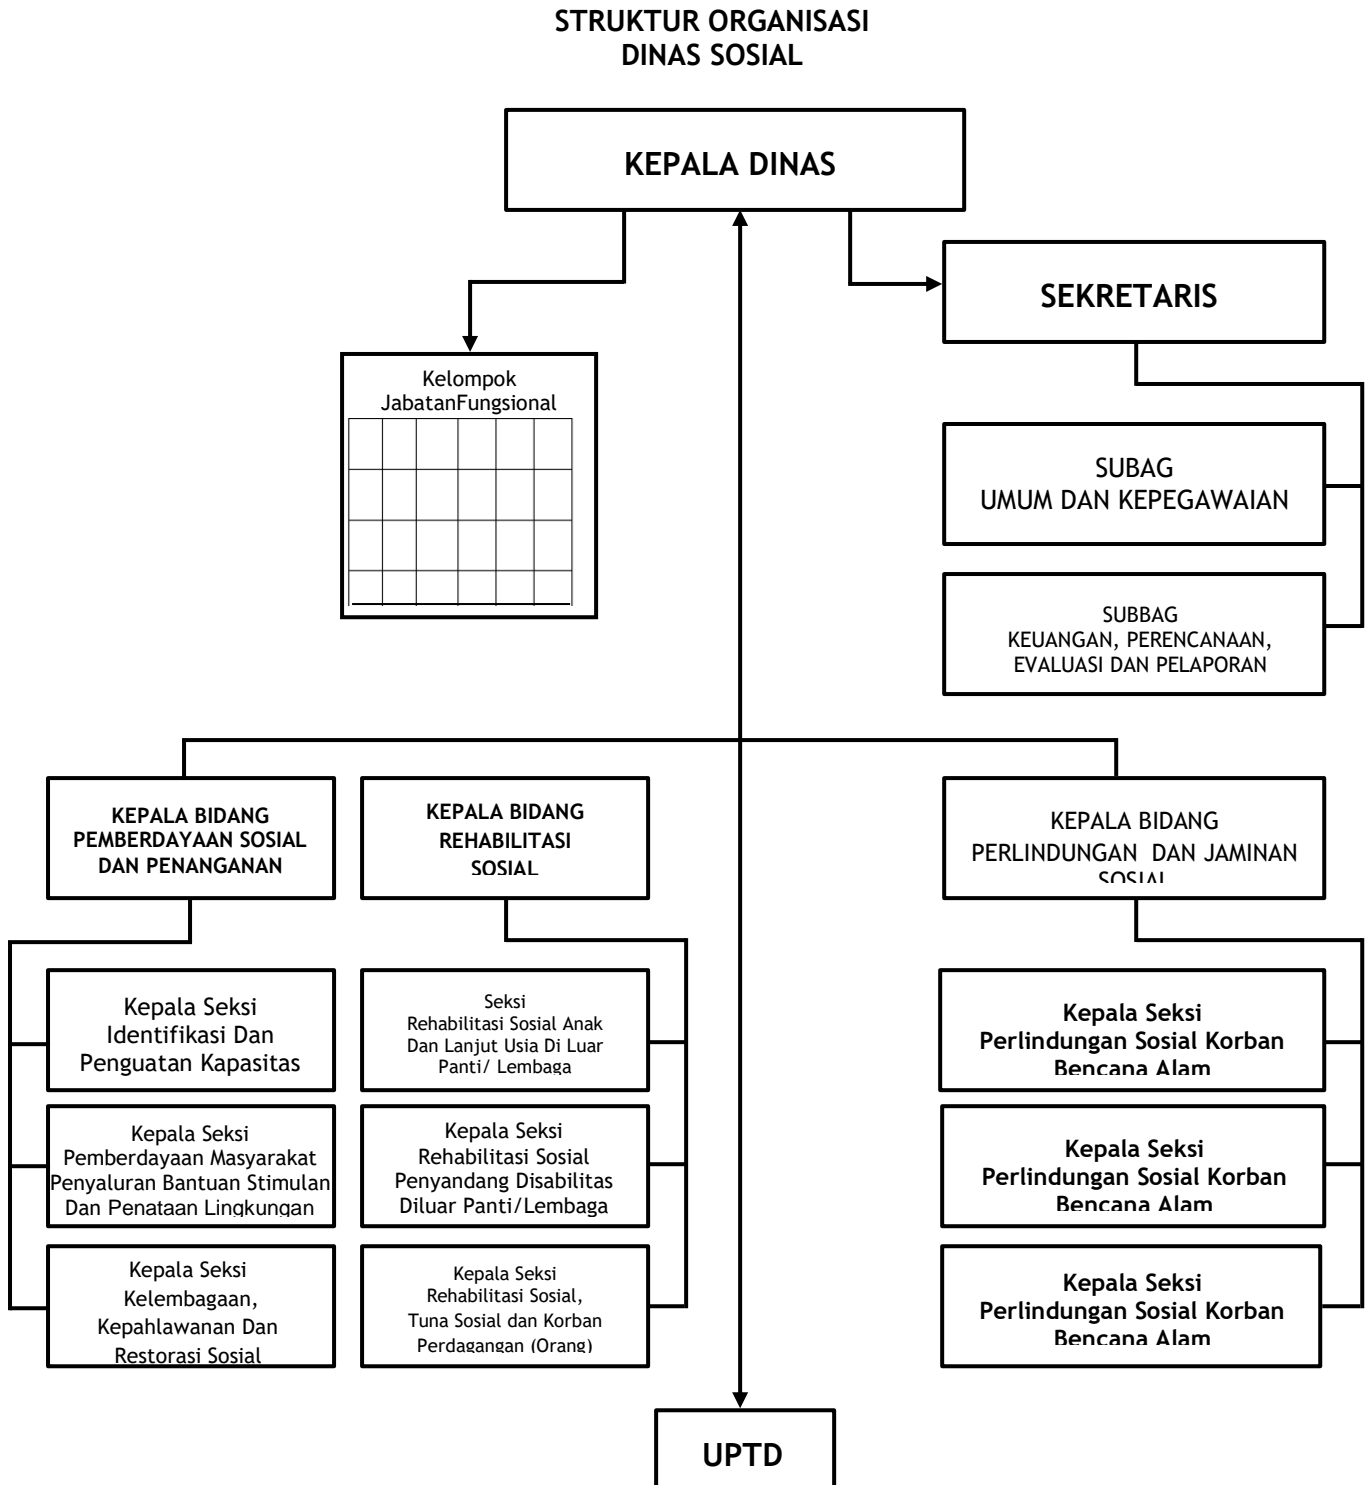 STRUKTUR ORGANISASI
DINAS SOSIAL
KEPALA DINAS
SEKRETARIS
Kelompok
JabatanFungsional
SUBAG
UMUM DAN KEPEGAWAIAN
SUBBAG
KEUANGAN, PERENCANAAN,
EVALUASI DAN PELAPORAN
KEPALA BIDANG
PEMBERDAYAAN SOSIAL
DAN PENANGANAN
KEPALA BIDANG
REHABILITASI
SOSIAL
KEPALA BIDANG
PERLINDUNGAN DAN JAMINAN
SOSIAL
Kepala Seksi
Identifikasi Dan
Penguatan Kapasitas
Seksi
Rehabilitasi Sosial Anak
Dan Lanjut Usia Di Luar
Panti/ Lembaga
Kepala Seksi
Perlindungan Sosial Korban
Bencana Alam
Kepala Seksi
Pemberdayaan Masyarakat
Penyaluran Bantuan Stimulan
Dan Penataan Lingkungan
Kepala Seksi
Rehabilitasi Sosial
Penyandang Disabilitas
Diluar Panti/Lembaga
Kepala Seksi
Perlindungan Sosial Korban
Bencana Alam
Kepala Seksi
Kelembagaan,
Kepahlawanan Dan
Restorasi Sosial
Kepala Seksi
Rehabilitasi Sosial,
Tuna Sosial dan Korban
Perdagangan (Orang)
Kepala Seksi
Perlindungan Sosial Korban
Bencana Alam
UPTD